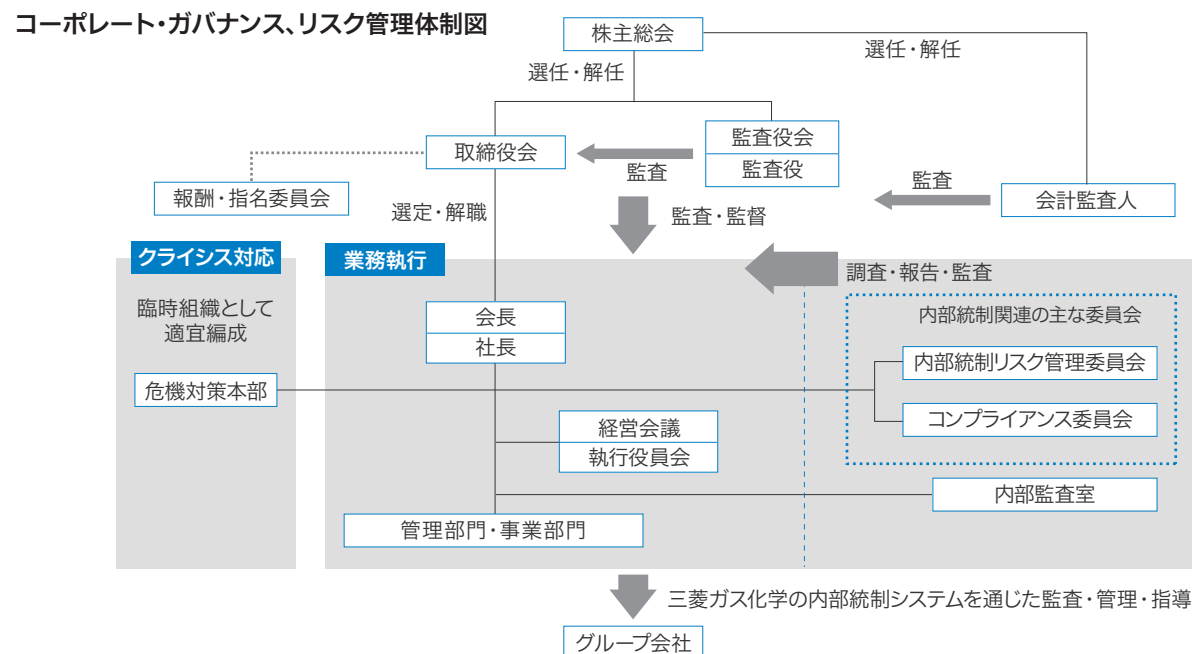 コーポレート・ガバナンス、リスク管理体制図
株主総会
選任・解任
選任・解任
取締役会
監査役会
監査役
監査
報酬・指名委員会
選定・解職
監査・監督
監査
会計監査人
クライシス対応
業務執行
調査・報告・監査
臨時組織として
適宜編成
会長
社長
内部統制関連の主な委員会
内部統制リスク管理委員会
危機対策本部
コンプライアンス委員会
経営会議
執行役員会
内部監査室
管理部門・事業部門
三菱ガス化学の内部統制システムを通じた監査・管理・指導
グループ会社